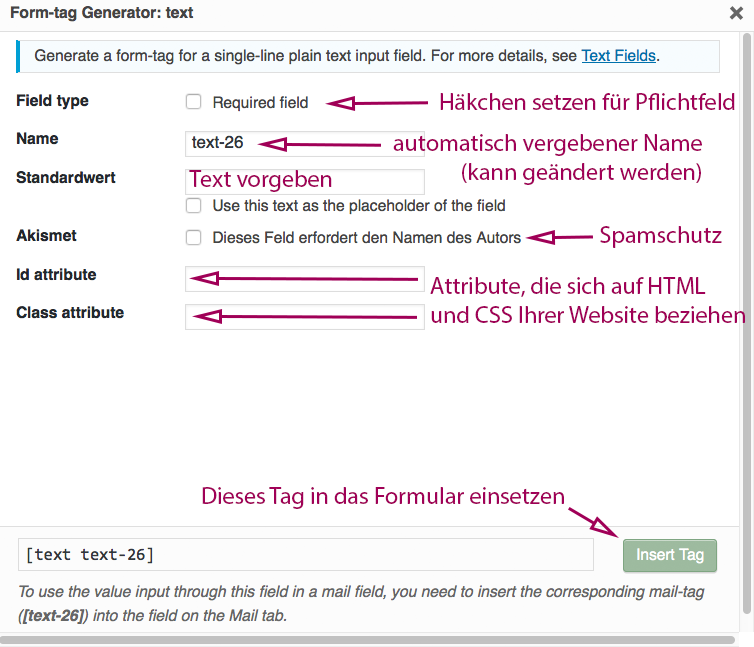 Form-tag Generator: text
Generate a form-tag for a single-line plain text input field. For more details, see Text Fields.
Field type Required field Häkchen setzen für Pflichtfeld
Name text-26 automatisch vergebener Name
(kann geändert werden)
Standardwert Text vorgeben
Use this text as the placeholder of the field
Akismet Dieses Feld erfordert den Namen des Autors Spamschutz
Id attribute Attribute, die sich auf HTML
Class attribute und CSS Ihrer Website beziehen
Dieses Tag in das Formular einsetzen
[text text-26] Insert Tag
To use the value input through this field in a mail field, you need to insert the corresponding mail-tag
([text-26]) into the field on the Mail tab.